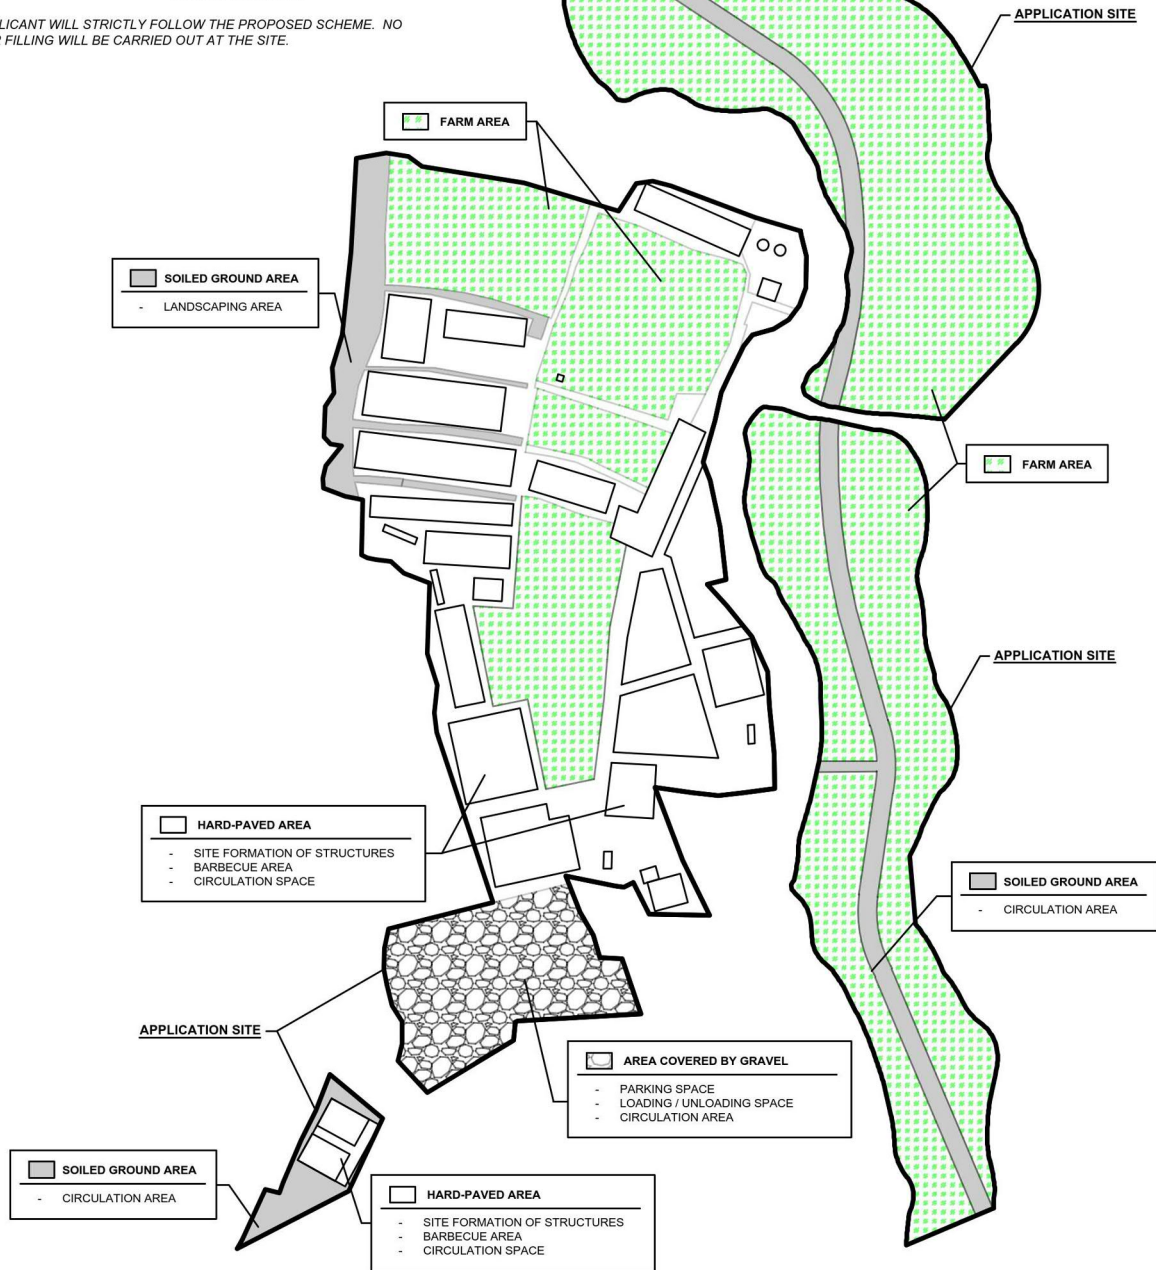 LICANT WILL STRICTLY FOLLOW THE PROPOSED SCHEME. NO
FILLING WILL BE CARRIED OUT AT THE SITE.
APPLICATION SITE
FARM AREA
SOILED GROUND AREA
- LANDSCAPING AREA
FARM AREA
APPLICATION SITE
HARD-PAVED AREA
- SITE FORMATION OF STRUCTURES
- BARBECUE AREA
- CIRCULATION SPACE
SOILED GROUND AREA
- CIRCULATION AREA
APPLICATION SITE
AREA COVERED BY GRAVEL
- PARKING SPACE
- LOADING / UNLOADING SPACE
- CIRCULATION AREA
SOILED GROUND AREA
- CIRCULATION AREA
HARD-PAVED AREA
- SITE FORMATION OF STRUCTURES
- BARBECUE AREA
- CIRCULATION SPACE